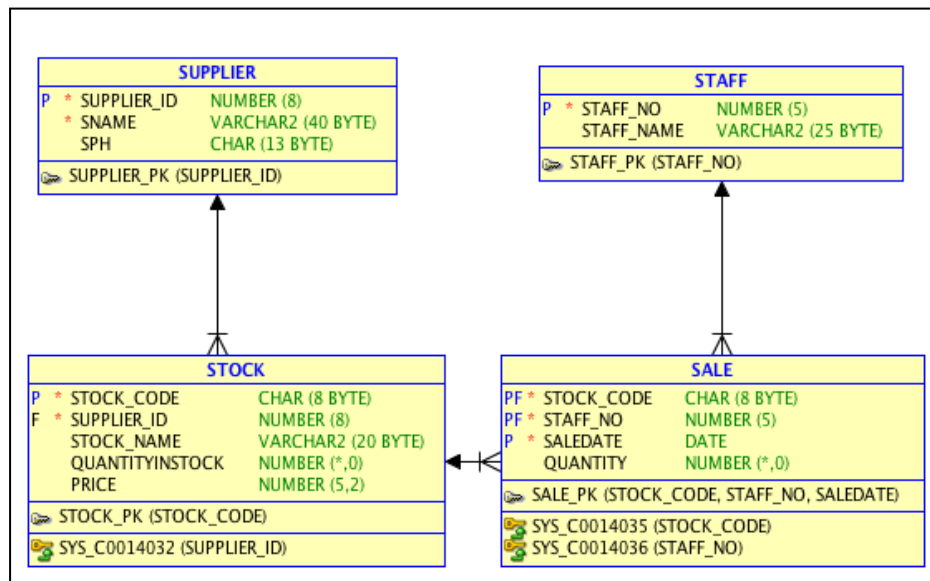 SUPPLIER
P * SUPPLIER_ID NUMBER (8)
* SNAME VARCHAR2 (40 BYTE)
SPH CHAR (13 BYTE)
SUPPLIER_PK (SUPPLIER_ID)
STAFF
P * STAFF_NO NUMBER (5)
STAFF_NAME VARCHAR2 (25 BYTE)
STAFF_PK (STAFF_NO)
STOCK
P * STOCK_CODE CHAR (8 BYTE)
F * SUPPLIER_ID NUMBER (8)
STOCK_NAME VARCHAR2 (20 BYTE)
QUANTITYINSTOCK NUMBER (*,0)
PRICE NUMBER (5,2)
STOCK_PK (STOCK_CODE)
SYS_C0014032 (SUPPLIER_ID)
SALE
PF * STOCK_CODE CHAR (8 BYTE)
PF * STAFF_NO NUMBER (5)
P * SALEDATE DATE
QUANTITY NUMBER (*,0)
SALE_PK (STOCK_CODE, STAFF_NO, SALEDATE)
SYS_C0014035 (STOCK_CODE)
SYS_C0014036 (STAFF_NO)